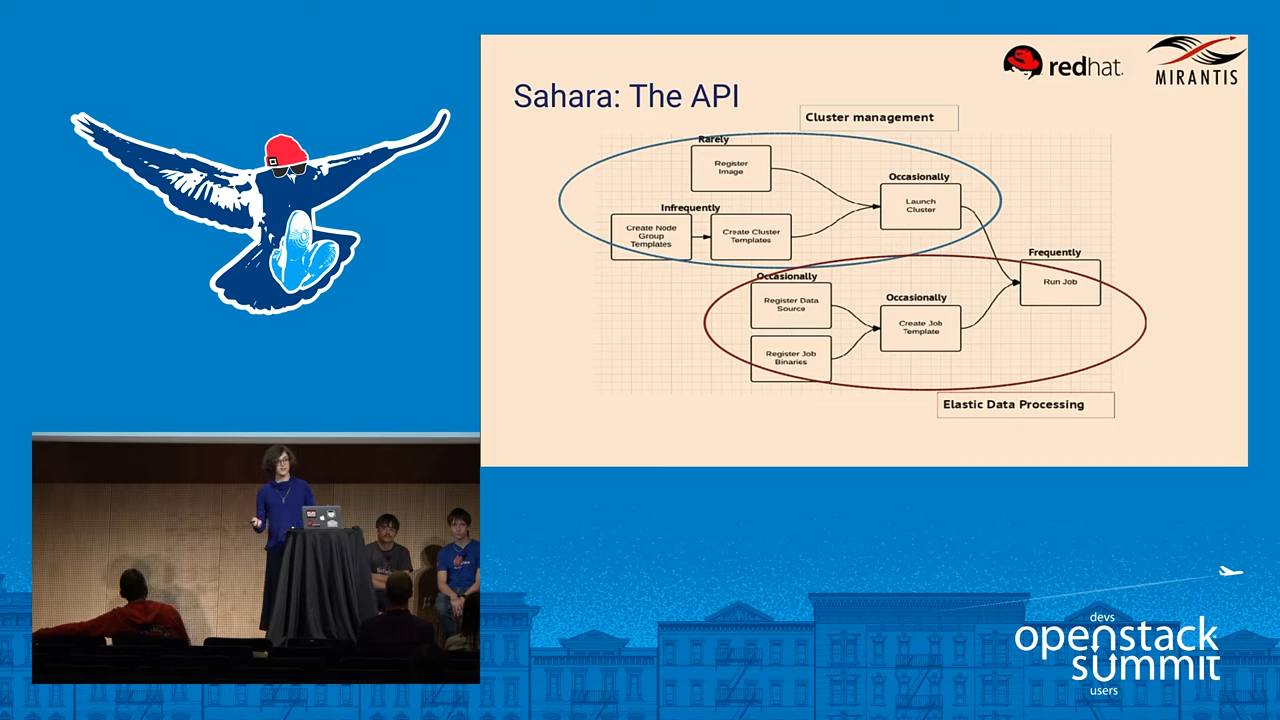 redhat.
MIRANTIS
Sahara: The API
Cluster management
Rarely
Register
Image
Occasionally
Launch
Cluster
Infrequently
Create Node
Group
Templates
Create Cluster
Templates
Frequently
Run Job
Occasionally
Register Data
Source
Occasionally
Create Job
Template
Register Job
Binaries
Elastic Data Processing
devs
openstack
summit
users